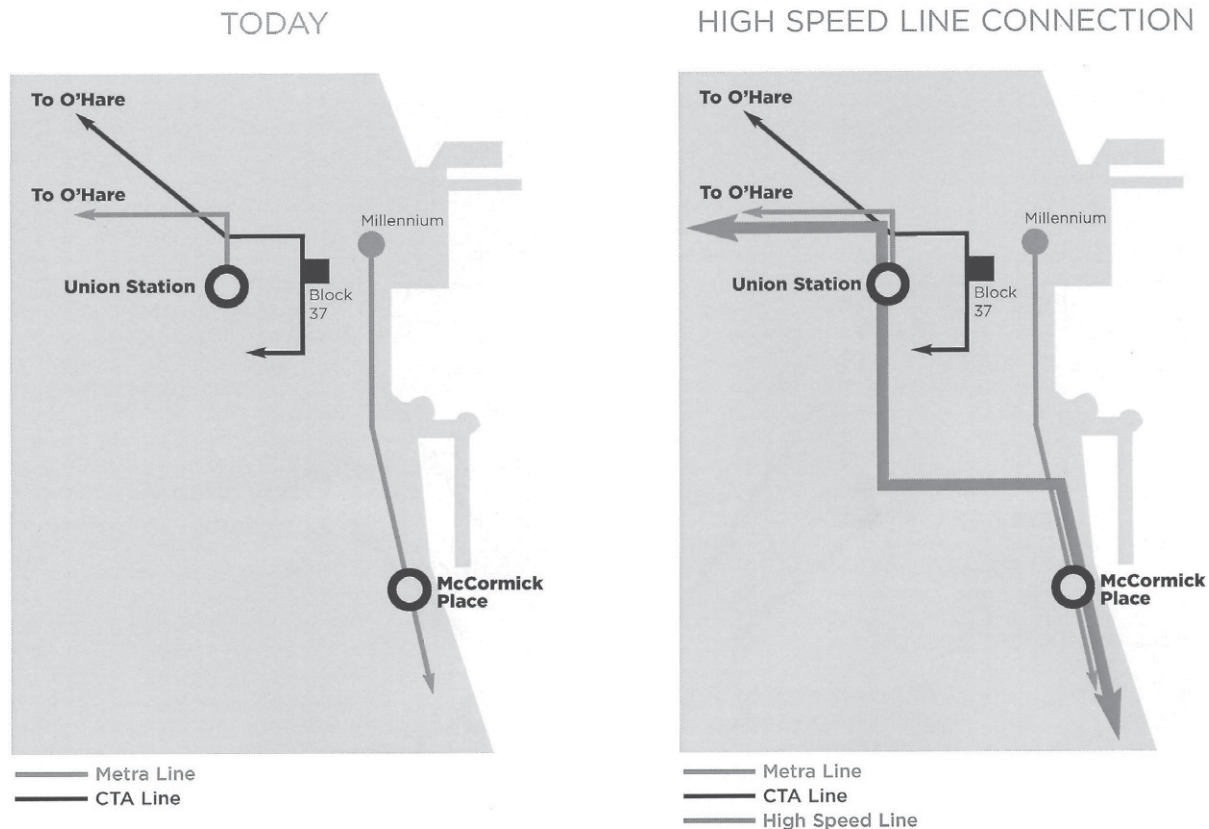 TODAY
To O'Hare
To O'Hare
Millennium
Union Station
Block
37
McCormick
Place
Metra Line
CTA Line
HIGH SPEED LINE CONNECTION
To O'Hare
To O'Hare
Millennium
Union Station
Block
37
McCormick
Place
Metra Line
CTA Line
High Speed Line